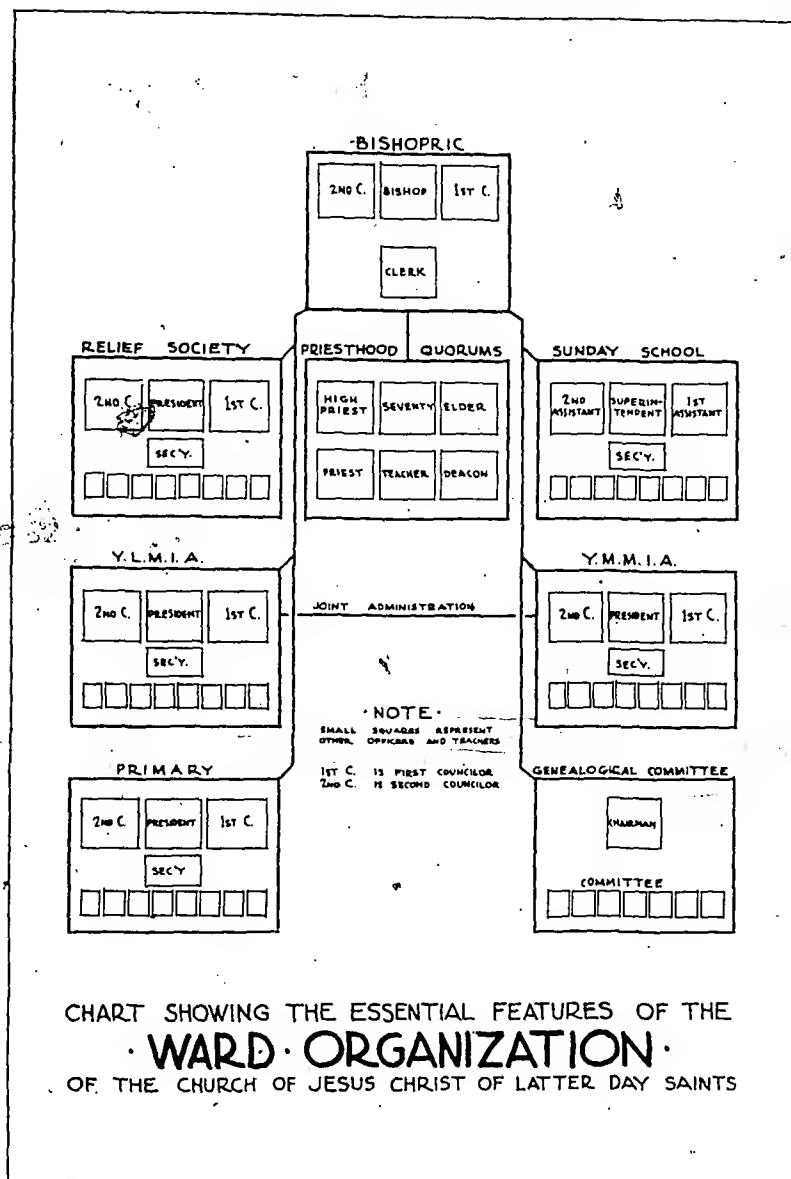 ·BISHOPRIC
2ND C. BISHOP 1ST C.
CLERK
RELIEF SOCIETY
2ND C. PRESIDENT 1ST C.
SEC'Y.
PRIESTHOOD QUORUMS
HIGH PRIEST SEVENTY ELDER
PRIEST TEACHER DEACON
SUNDAY SCHOOL
2ND ASSISTANT SUPERIN-TENDENT 1ST ASSISTANT
SEC'Y.
Y.L.M.I.A.
2ND C. PRESIDENT 1ST C.
SEC'Y.
JOINT ADMINISTRATION
Y.M.M.I.A.
2ND C. PRESIDENT 1ST C.
SEC'Y.
·NOTE·
SMALL SQUARES REPRESENT
OTHER OFFICERS AND TEACHERS
1ST C. IS FIRST COUNCILOR
2ND C. IS SECOND COUNCILOR
PRIMARY
2ND C. PRESIDENT 1ST C.
SEC'Y
GENEALOGICAL COMMITTEE
CHAIRMAN
COMMITTEE
CHART SHOWING THE ESSENTIAL FEATURES OF THE
·WARD·ORGANIZATION·
OF THE CHURCH OF JESUS CHRIST OF LATTER DAY SAINTS